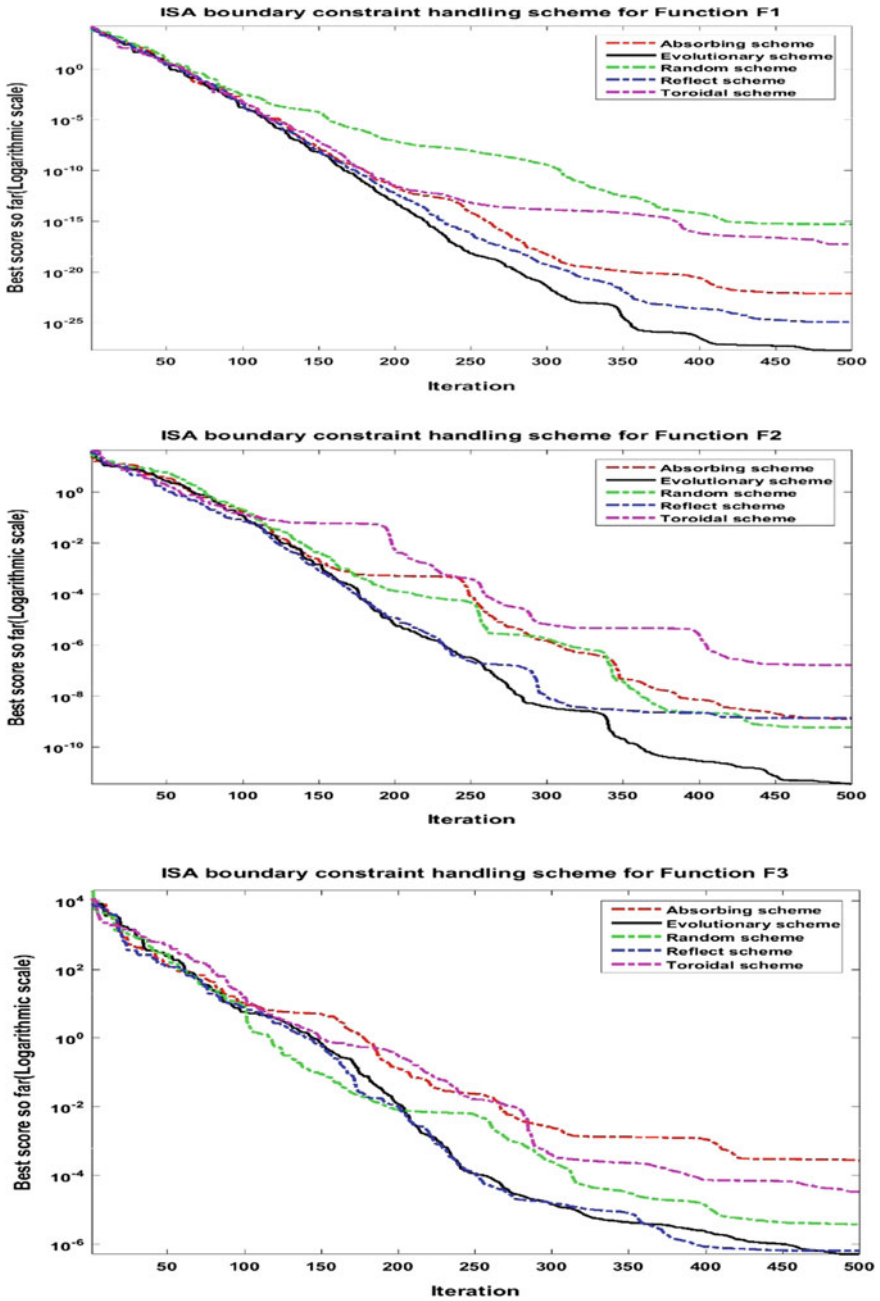 ISA boundary constraint handling scheme for Function F1
Best score so far(Logarithmic scale)
10^0
10^-5
10^-10
10^-15
10^-20
10^-25
Absorbing scheme
Evolutionary scheme
Random scheme
Reflect scheme
Toroidal scheme
50 100 150 200 250 300 350 400 450 500
Iteration
ISA boundary constraint handling scheme for Function F2
Best score so far(Logarithmic scale)
10^0
10^-2
10^-4
10^-6
10^-8
10^-10
Absorbing scheme
Evolutionary scheme
Random scheme
Reflect scheme
Toroidal scheme
50 100 150 200 250 300 350 400 450 500
Iteration
ISA boundary constraint handling scheme for Function F3
Best score so far(Logarithmic scale)
10^4
10^2
10^0
10^-2
10^-4
10^-6
Absorbing scheme
Evolutionary scheme
Random scheme
Reflect scheme
Toroidal scheme
50 100 150 200 250 300 350 400 450 500
Iteration